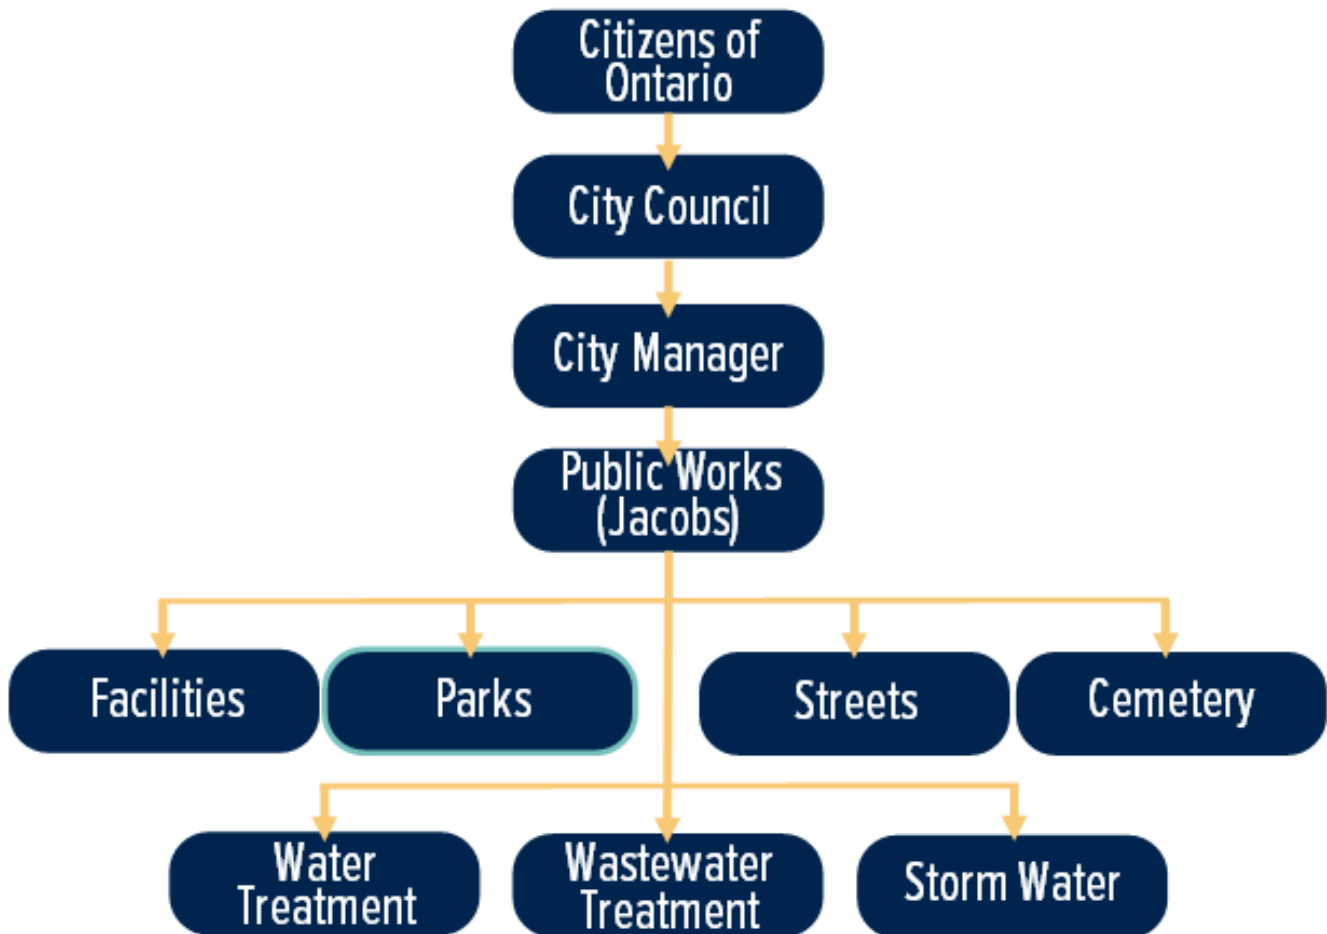 Citizens of
Ontario
City Council
City Manager
Public Works
(Jacobs)
Facilities
Parks
Streets
Cemetery
Water
Treatment
Wastewater
Treatment
Storm Water